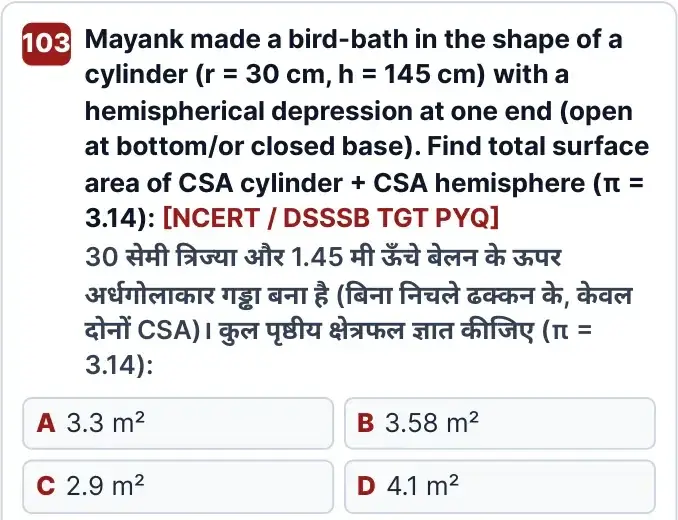 103 Mayank made a bird-bath in the shape of a
cylinder (r = 30 cm, h = 145 cm) with a
hemispherical depression at one end (open
at bottom/or closed base). Find total surface
area of CSA cylinder + CSA hemisphere (π =
3.14): [NCERT / DSSSB TGT PYQ]
30 सेमी त्रिज्या और 1.45 मी ऊँचे बेलन के ऊपर
अर्धगोलाकार गड्ढा बना है (बिना निचले ढक्कन के, केवल
दोनों CSA)। कुल पृष्ठीय क्षेत्रफल ज्ञात कीजिए (π =
3.14):
A 3.3 m²
B 3.58 m²
C 2.9 m²
D 4.1 m²